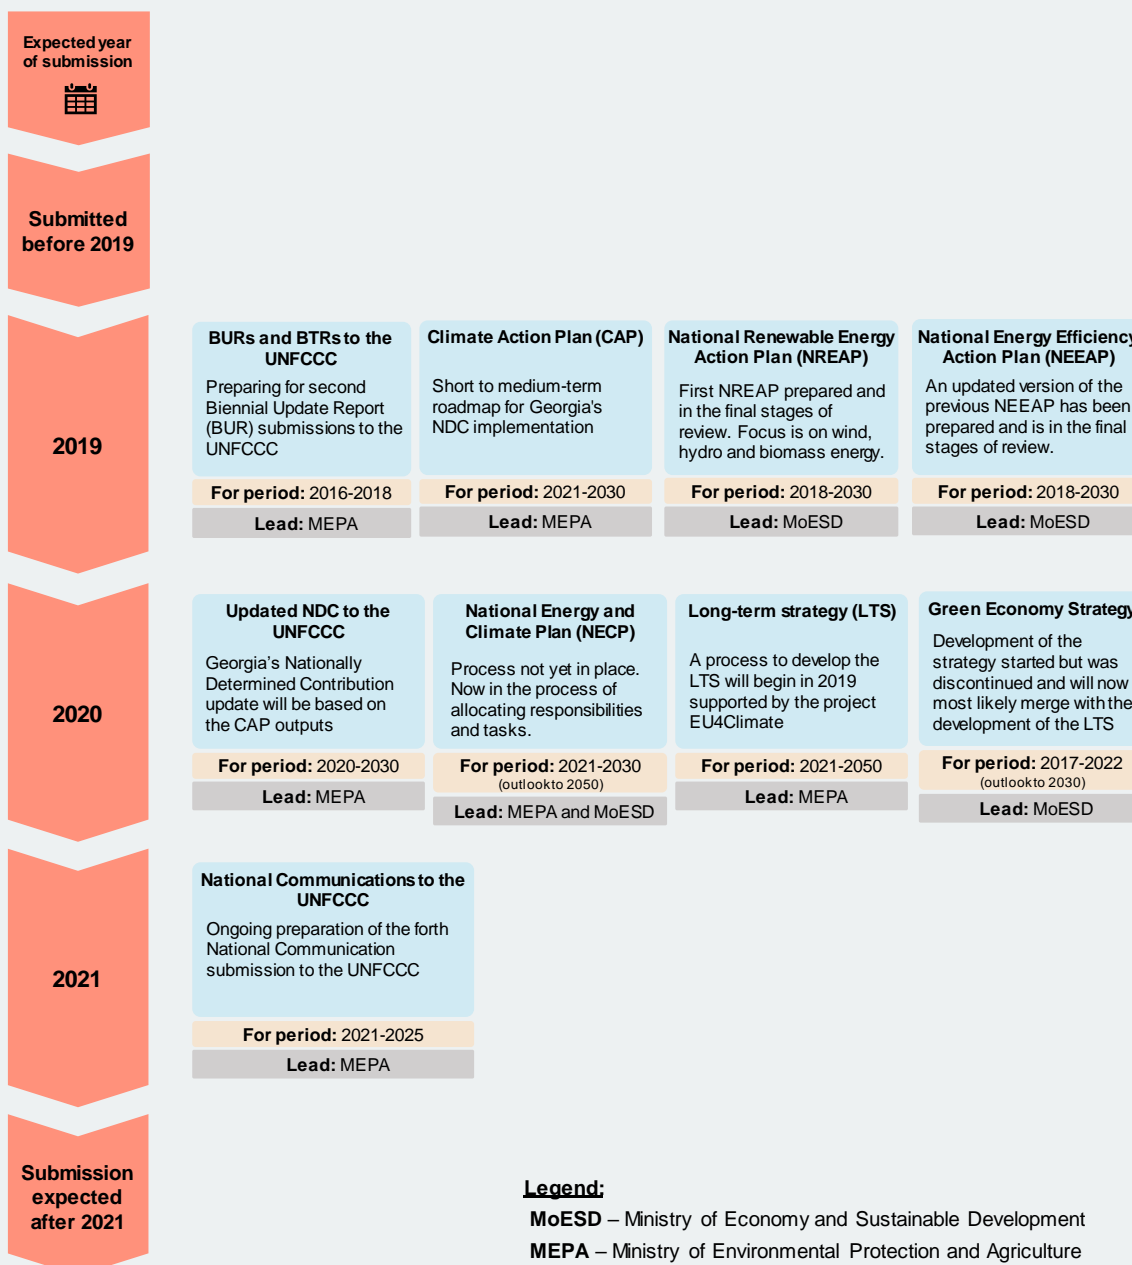 Expected year
of submission
Submitted
before 2019
2019
BURs and BTRs to the
UNFCCC
Preparing for second
Biennial Update Report
(BUR) submissions to the
UNFCCC
For period: 2016-2018
Lead: MEPA
Climate Action Plan (CAP)
Short to medium-term
roadmap for Georgia's
NDC implementation
For period: 2021-2030
Lead: MEPA
National Renewable Energy
Action Plan (NREAP)
First NREAP prepared and
in the final stages of
review. Focus is on wind,
hydro and biomass energy.
For period: 2018-2030
Lead: MoESD
National Energy Efficiency
Action Plan (NEEAP)
An updated version of the
previous NEEAP has been
prepared and is in the final
stages of review.
For period: 2018-2030
Lead: MoESD
2020
Updated NDC to the
UNFCCC
Georgia’s Nationally
Determined Contribution
update will be based on
the CAP outputs
For period: 2020-2030
Lead: MEPA
National Energy and
Climate Plan (NECP)
Process not yet in place.
Now in the process of
allocating responsibilities
and tasks.
For period: 2021-2030
(outlook to 2050)
Lead: MEPA and MoESD
Long-term strategy (LTS)
A process to develop the
LTS will begin in 2019
supported by the project
EU4Climate
For period: 2021-2050
Lead: MEPA
Green Economy Strategy
Development of the
strategy started but was
discontinued and will now
most likely merge with the
development of the LTS
For period: 2017-2022
(outlook to 2030)
Lead: MoESD
2021
National Communications to the
UNFCCC
Ongoing preparation of the forth
National Communication
submission to the UNFCCC
For period: 2021-2025
Lead: MEPA
Submission
expected
after 2021
Legend:
MoESD – Ministry of Economy and Sustainable Development
MEPA – Ministry of Environmental Protection and Agriculture